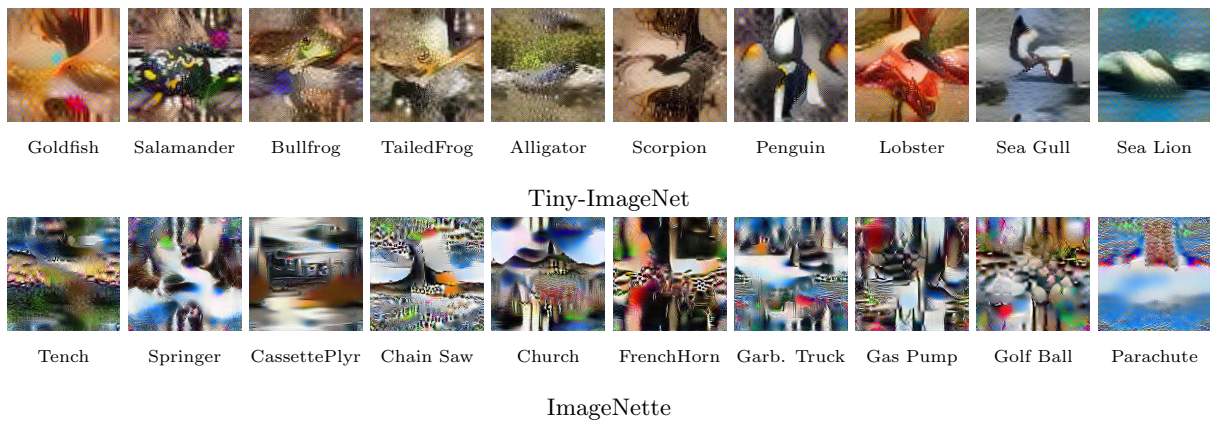 Goldfish Salamander Bullfrog TailedFrog Alligator Scorpion Penguin Lobster Sea Gull Sea Lion
Tiny-ImageNet
Tench Springer CassettePlyr Chain Saw Church FrenchHorn Garb. Truck Gas Pump Golf Ball Parachute
ImageNette